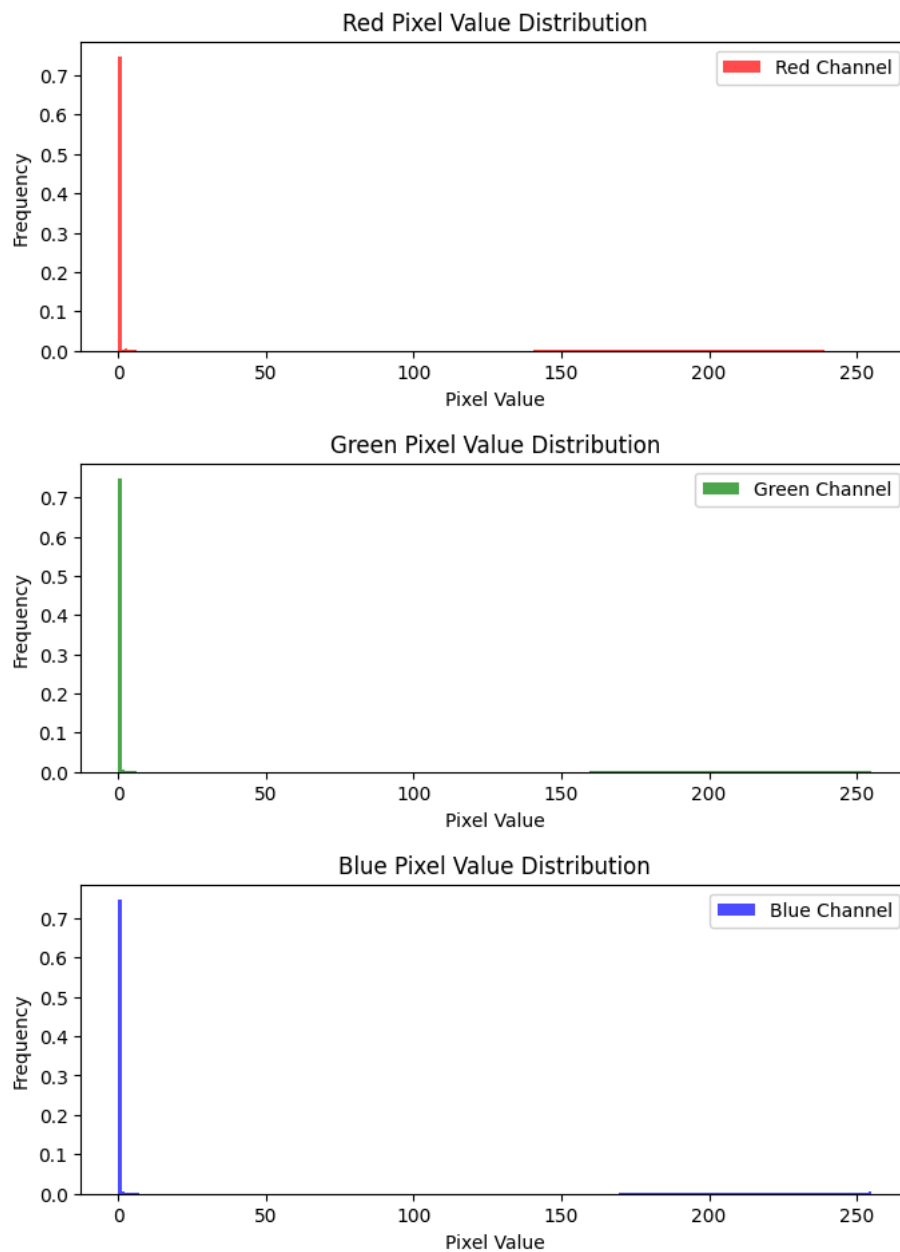 Red Pixel Value Distribution
Red Channel
Frequency
0.7
0.6
0.5
0.4
0.3
0.2
0.1
0.0
0 50 100 150 200 250
Pixel Value
Green Pixel Value Distribution
Green Channel
Frequency
0.7
0.6
0.5
0.4
0.3
0.2
0.1
0.0
0 50 100 150 200 250
Pixel Value
Blue Pixel Value Distribution
Blue Channel
Frequency
0.7
0.6
0.5
0.4
0.3
0.2
0.1
0.0
0 50 100 150 200 250
Pixel Value